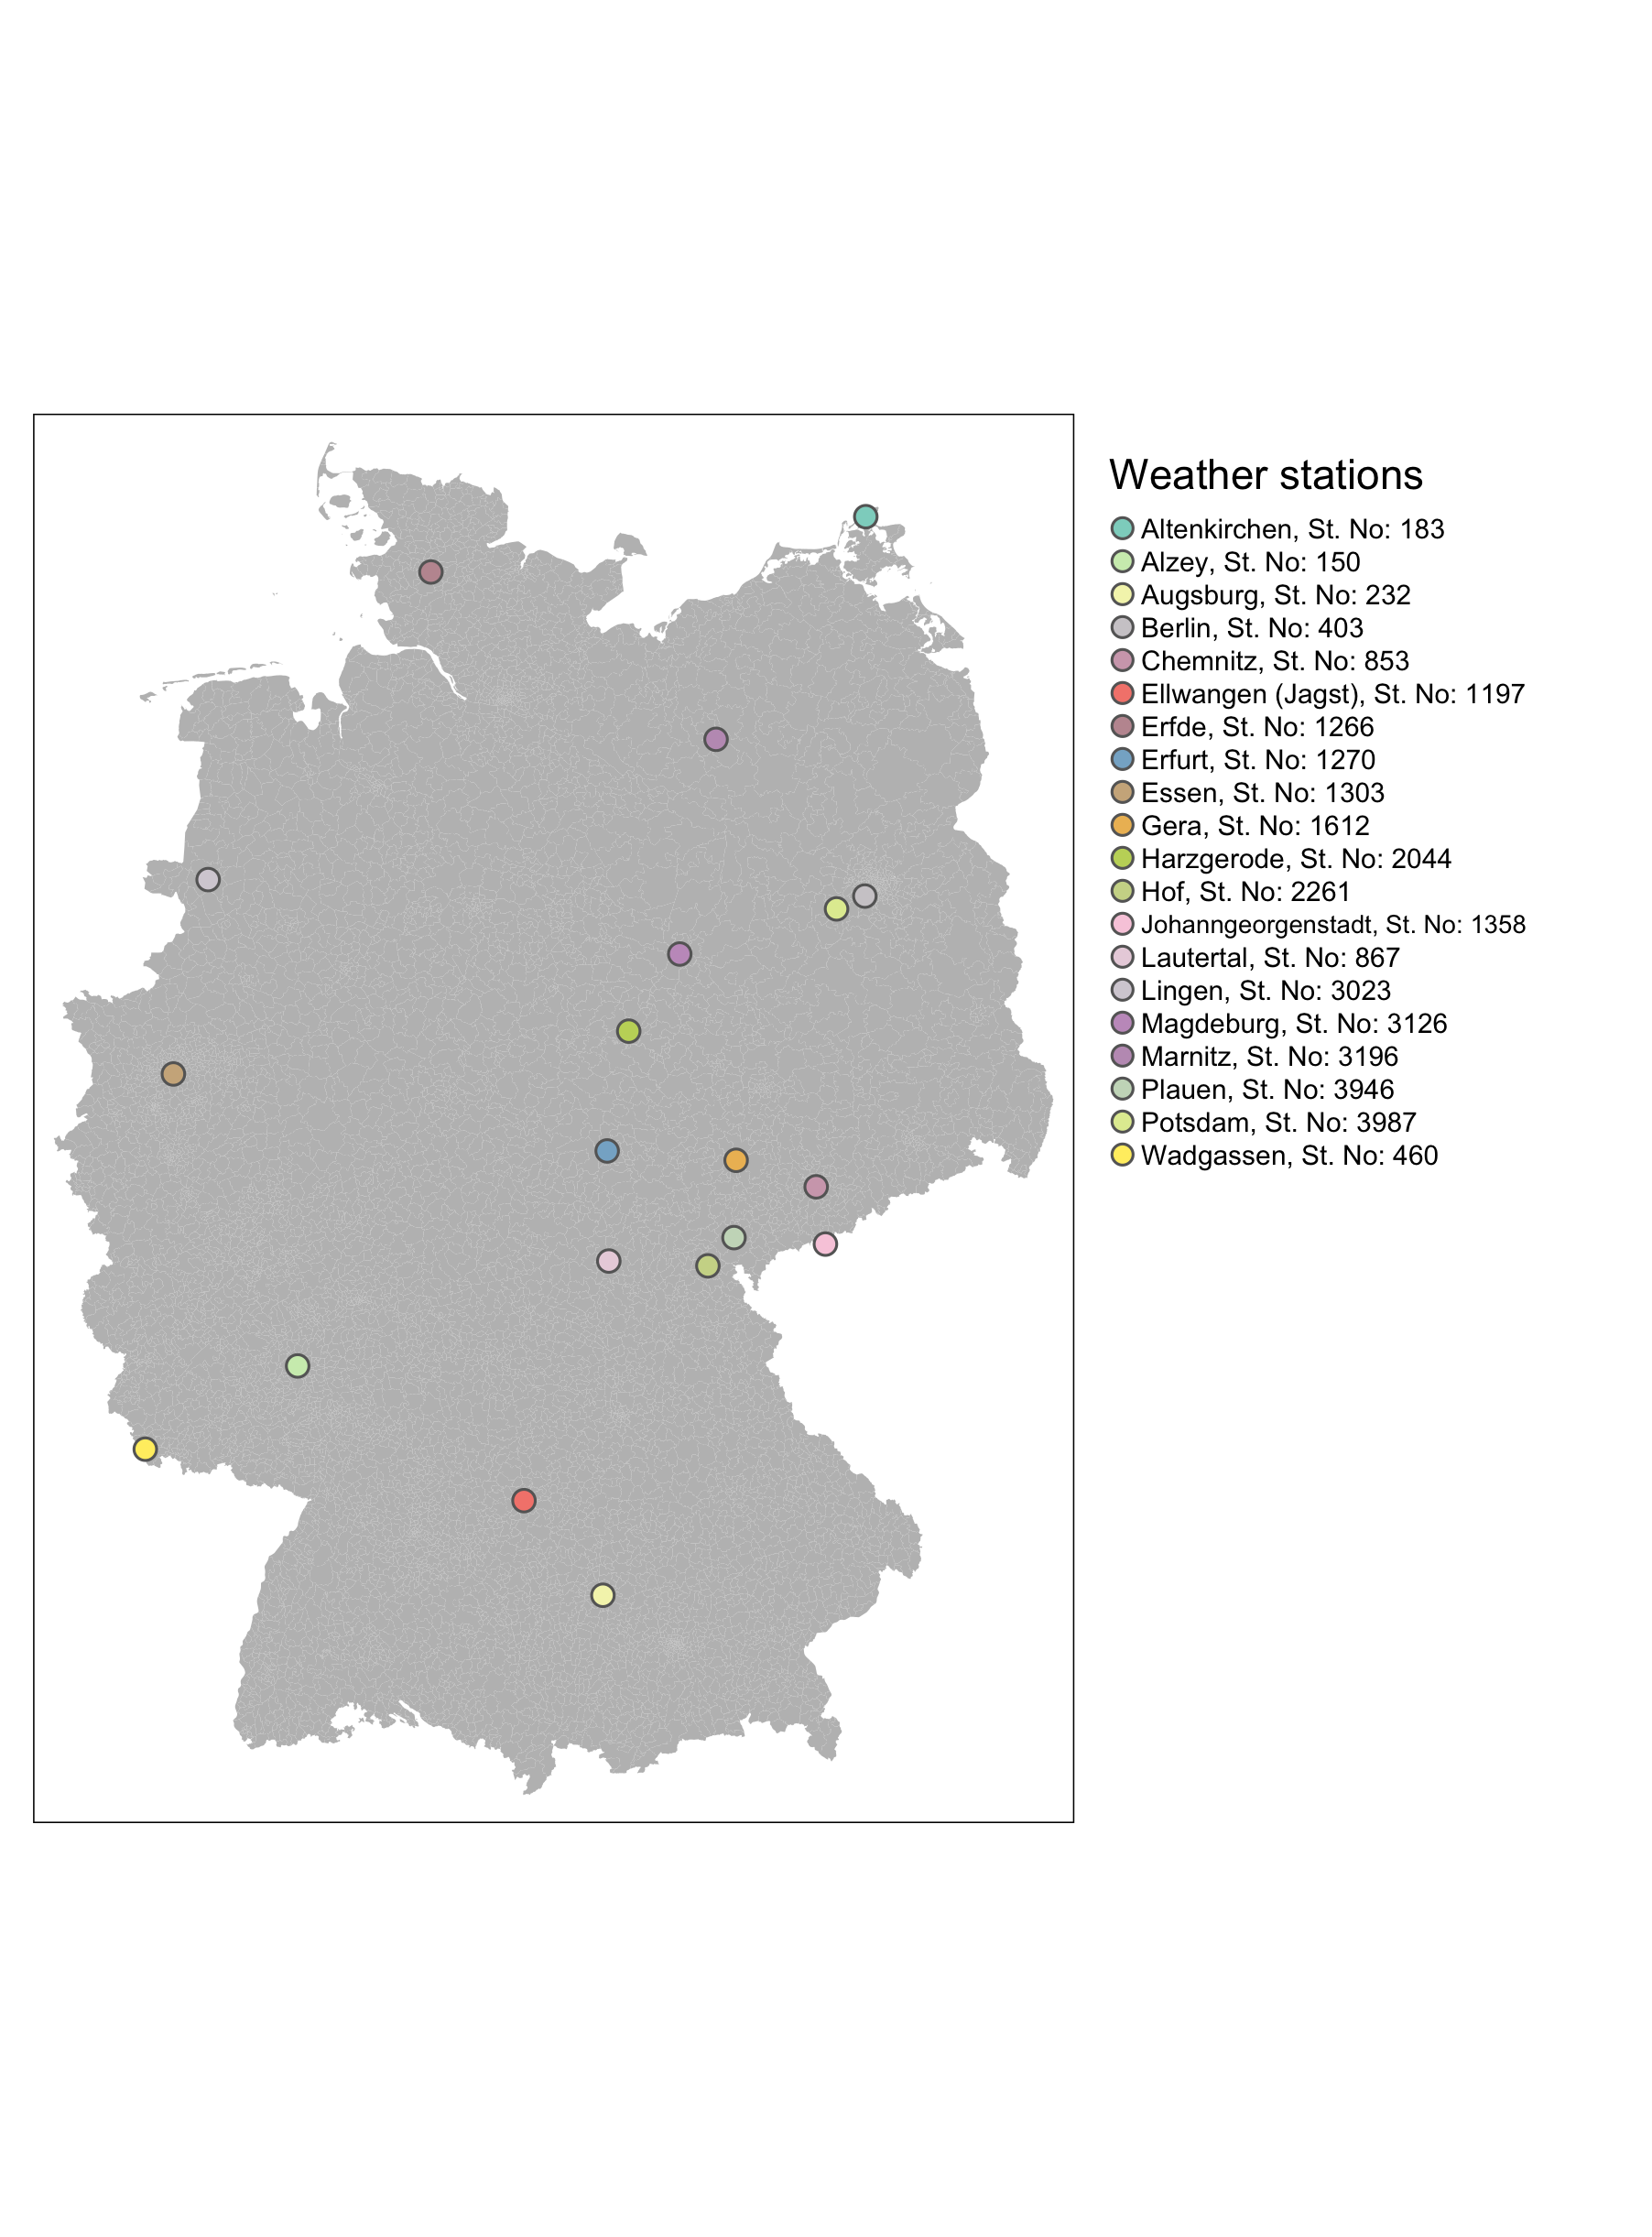 Weather stations
Altenkirchen, St. No: 183
Alzey, St. No: 150
Augsburg, St. No: 232
Berlin, St. No: 403
Chemnitz, St. No: 853
Ellwangen (Jagst), St. No: 1197
Erfde, St. No: 1266
Erfurt, St. No: 1270
Essen, St. No: 1303
Gera, St. No: 1612
Harzgerode, St. No: 2044
Hof, St. No: 2261
Johanngeorgenstadt, St. No: 1358
Lautertal, St. No: 867
Lingen, St. No: 3023
Magdeburg, St. No: 3126
Marnitz, St. No: 3196
Plauen, St. No: 3946
Potsdam, St. No: 3987
Wadgassen, St. No: 460